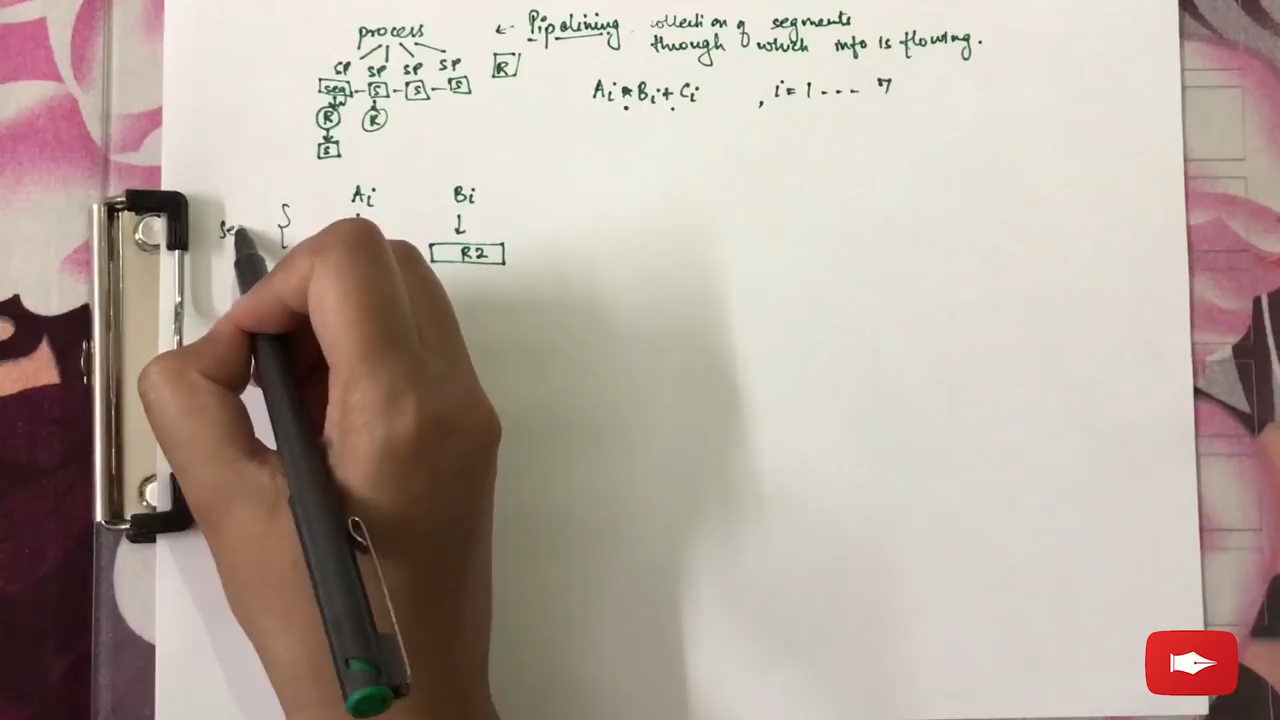 process ← Pipelining. collection of segments
through which info is flowing.
SP SP SP SP R
seg S S S
Ai * Bi + Ci , i = 1 --- 7
R R
S
Ai Bi
Se
R2